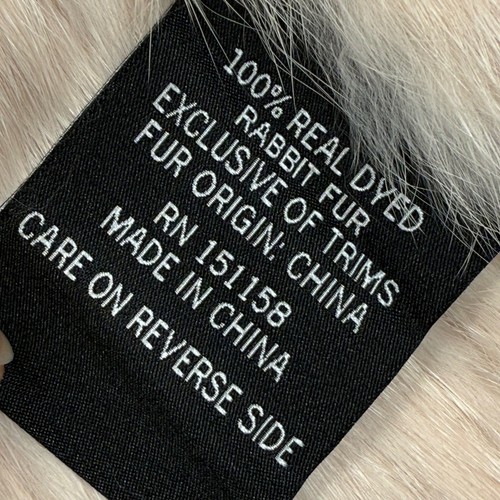 100% REAL DYED
RABBIT FUR
EXCLUSIVE OF TRIMS
FUR ORIGIN: CHINA
RN 151158
MADE IN CHINA
CARE ON REVERSE SIDE